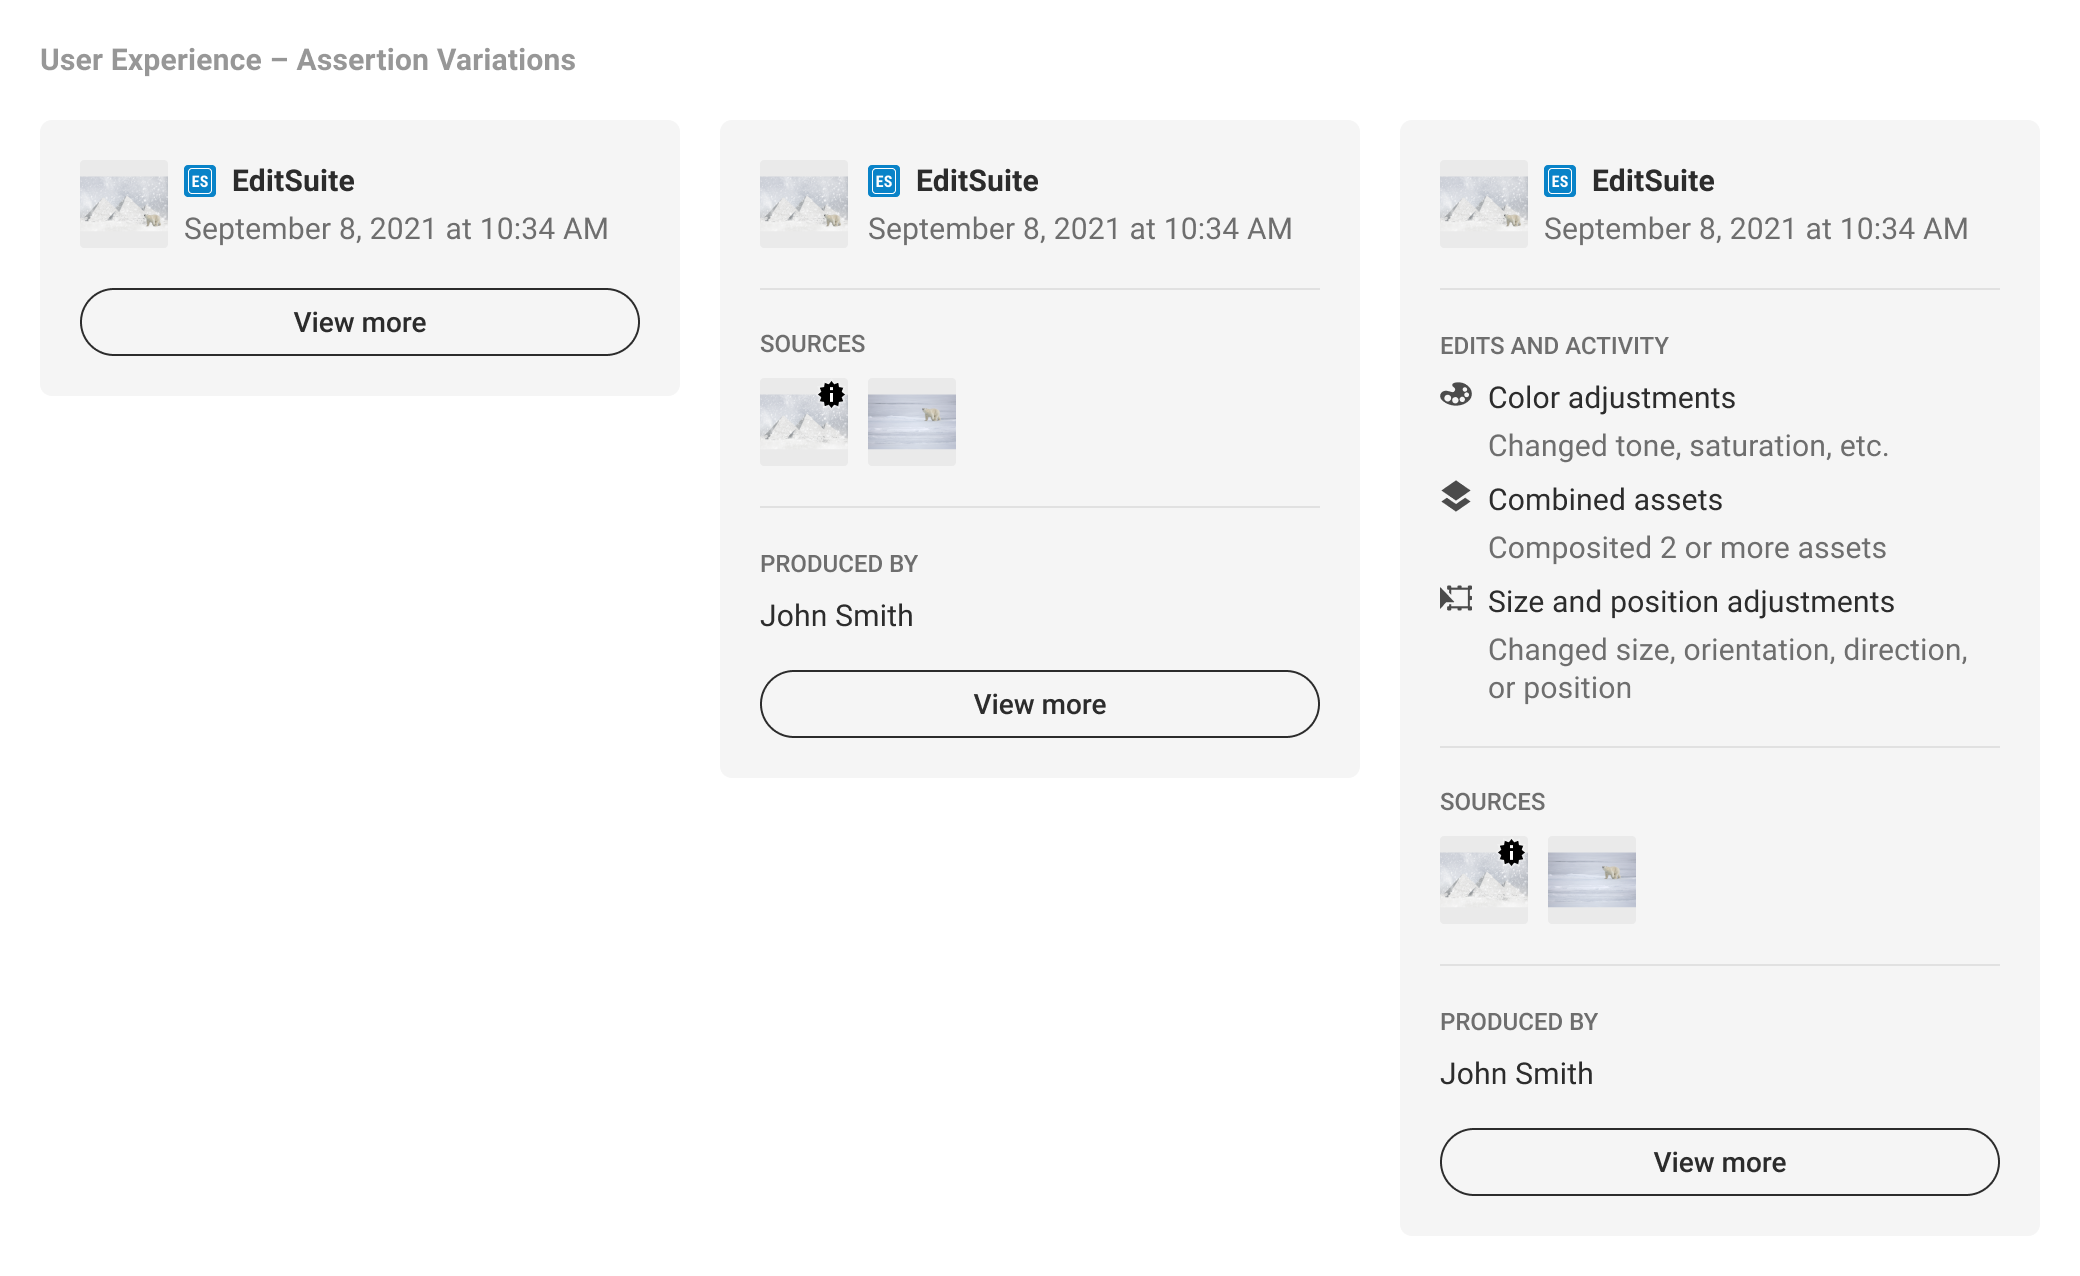 User Experience – Assertion Variations
ES EditSuite
September 8, 2021 at 10:34 AM
View more
ES EditSuite
September 8, 2021 at 10:34 AM
SOURCES
PRODUCED BY
John Smith
View more
ES EditSuite
September 8, 2021 at 10:34 AM
EDITS AND ACTIVITY
Color adjustments
Changed tone, saturation, etc.
Combined assets
Composited 2 or more assets
Size and position adjustments
Changed size, orientation, direction,
or position
SOURCES
PRODUCED BY
John Smith
View more